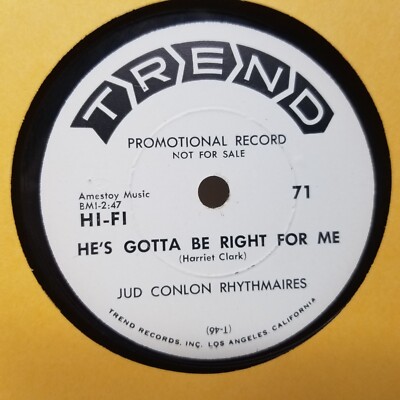 TREND
PROMOTIONAL RECORD
NOT FOR SALE
Amestoy Music
BMI-2:47
HI-FI
71
HE'S GOTTA BE RIGHT FOR ME
(Harriet Clark)
JUD CONLON RHYTHMAIRES
(T-46)
TREND RECORDS, INC. LOS ANGELES, CALIFORNIA